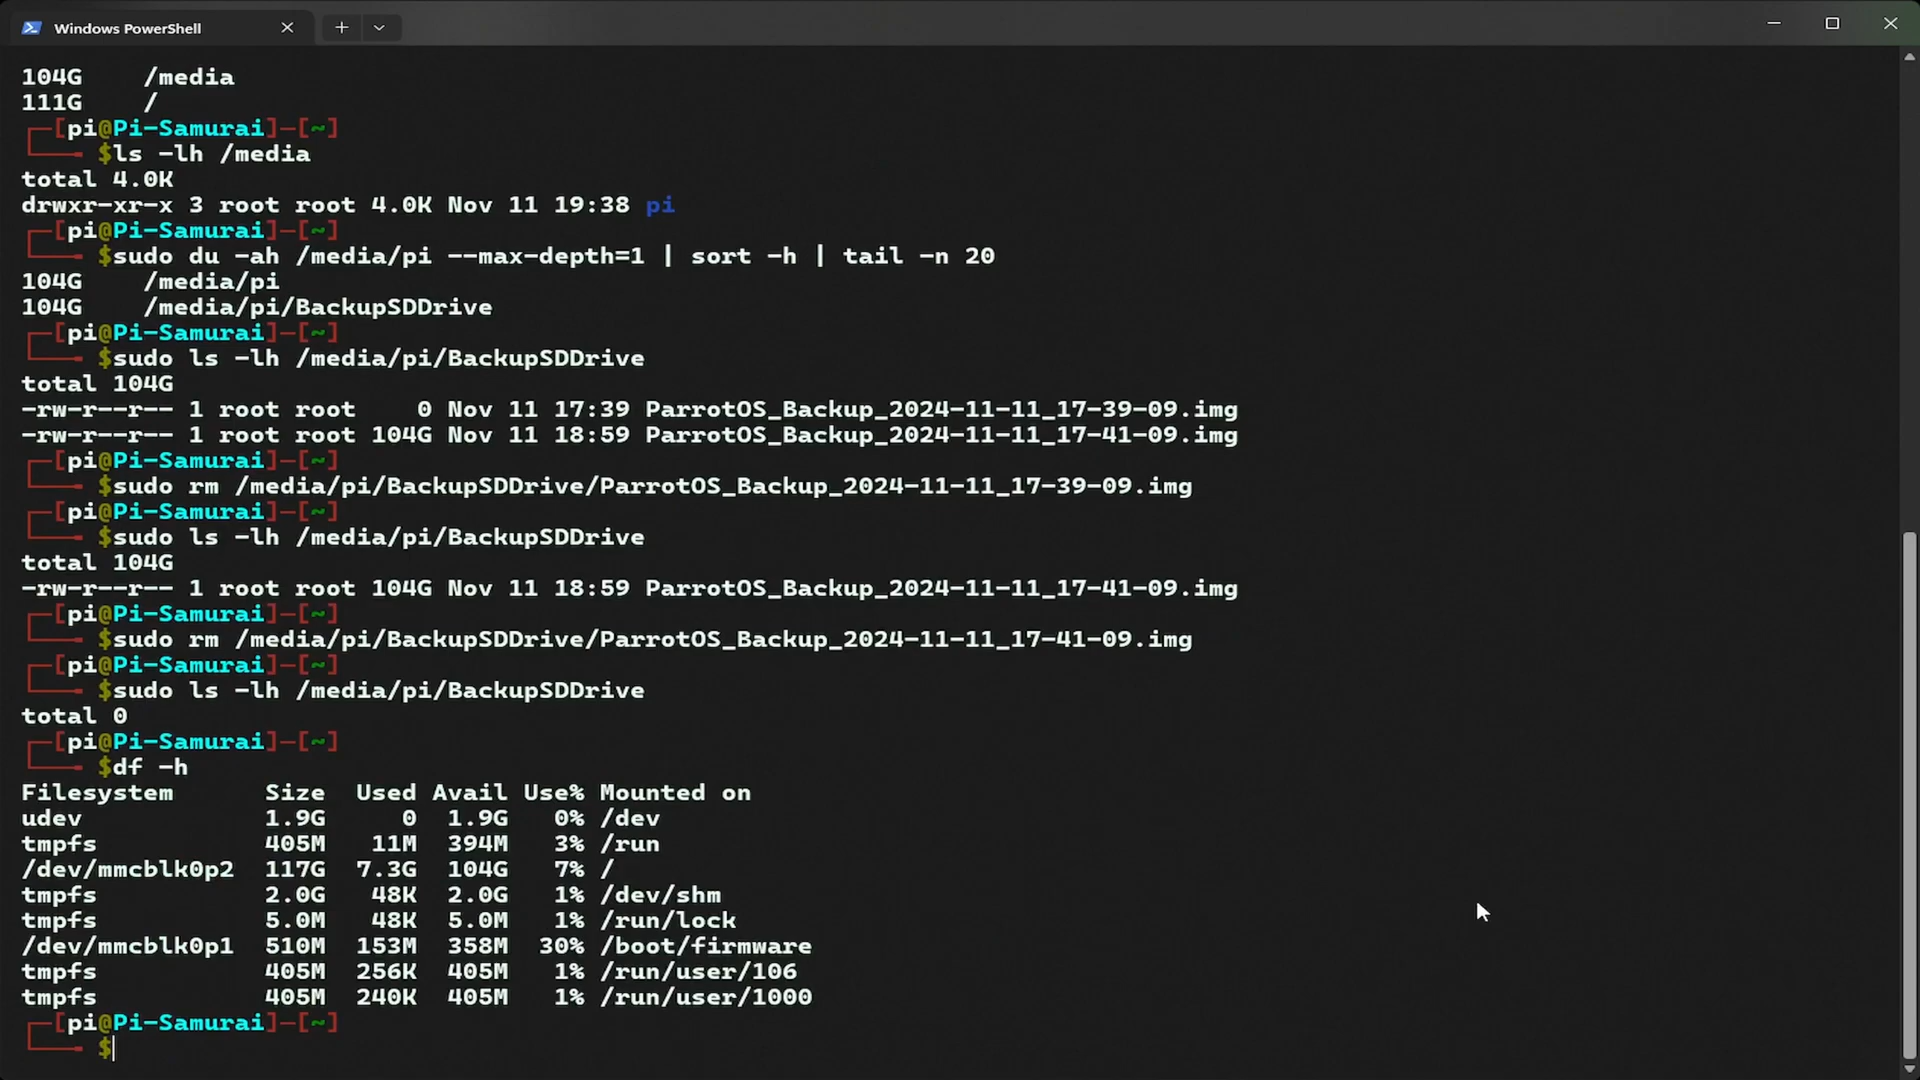 Windows PowerShell
104G    /media
111G    /
┌─[pi@Pi-Samurai]─[~]
└──╼ $ls -lh /media
total 4.0K
drwxr-xr-x 3 root root 4.0K Nov 11 19:38 pi
┌─[pi@Pi-Samurai]─[~]
└──╼ $sudo du -ah /media/pi --max-depth=1 | sort -h | tail -n 20
104G    /media/pi
104G    /media/pi/BackupSDDrive
┌─[pi@Pi-Samurai]─[~]
└──╼ $sudo ls -lh /media/pi/BackupSDDrive
total 104G
-rw-r--r-- 1 root root    0 Nov 11 17:39 ParrotOS_Backup_2024-11-11_17-39-09.img
-rw-r--r-- 1 root root 104G Nov 11 18:59 ParrotOS_Backup_2024-11-11_17-41-09.img
┌─[pi@Pi-Samurai]─[~]
└──╼ $sudo rm /media/pi/BackupSDDrive/ParrotOS_Backup_2024-11-11_17-39-09.img
┌─[pi@Pi-Samurai]─[~]
└──╼ $sudo ls -lh /media/pi/BackupSDDrive
total 104G
-rw-r--r-- 1 root root 104G Nov 11 18:59 ParrotOS_Backup_2024-11-11_17-41-09.img
┌─[pi@Pi-Samurai]─[~]
└──╼ $sudo rm /media/pi/BackupSDDrive/ParrotOS_Backup_2024-11-11_17-41-09.img
┌─[pi@Pi-Samurai]─[~]
└──╼ $sudo ls -lh /media/pi/BackupSDDrive
total 0
┌─[pi@Pi-Samurai]─[~]
└──╼ $df -h
Filesystem      Size  Used Avail Use% Mounted on
udev            1.9G     0  1.9G   0% /dev
tmpfs           405M   11M  394M   3% /run
/dev/mmcblk0p2  117G  7.3G  104G   7% /
tmpfs           2.0G   48K  2.0G   1% /dev/shm
tmpfs           5.0M   48K  5.0M   1% /run/lock
/dev/mmcblk0p1  510M  153M  358M  30% /boot/firmware
tmpfs           405M  256K  405M   1% /run/user/106
tmpfs           405M  240K  405M   1% /run/user/1000
┌─[pi@Pi-Samurai]─[~]
└──╼ $